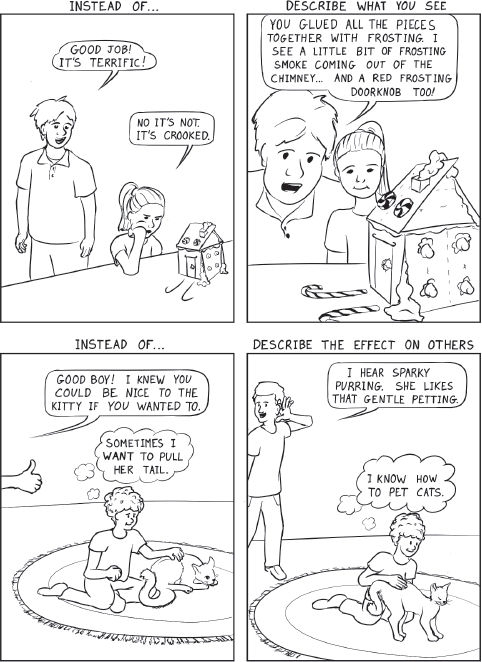 INSTEAD OF...
GOOD JOB!
IT'S TERRIFIC!
NO IT'S NOT.
IT'S CROOKED.
DESCRIBE WHAT YOU SEE
YOU GLUED ALL THE PIECES
TOGETHER WITH FROSTING. I
SEE A LITTLE BIT OF FROSTING
SMOKE COMING OUT OF THE
CHIMNEY... AND A RED FROSTING
DOORKNOB TOO!
INSTEAD OF...
GOOD BOY! I KNEW YOU
COULD BE NICE TO THE
KITTY IF YOU WANTED TO.
SOMETIMES I
WANT TO PULL
HER TAIL.
DESCRIBE THE EFFECT ON OTHERS
I HEAR SPARKY
PURRING. SHE LIKES
THAT GENTLE PETTING.
I KNOW HOW
TO PET CATS.